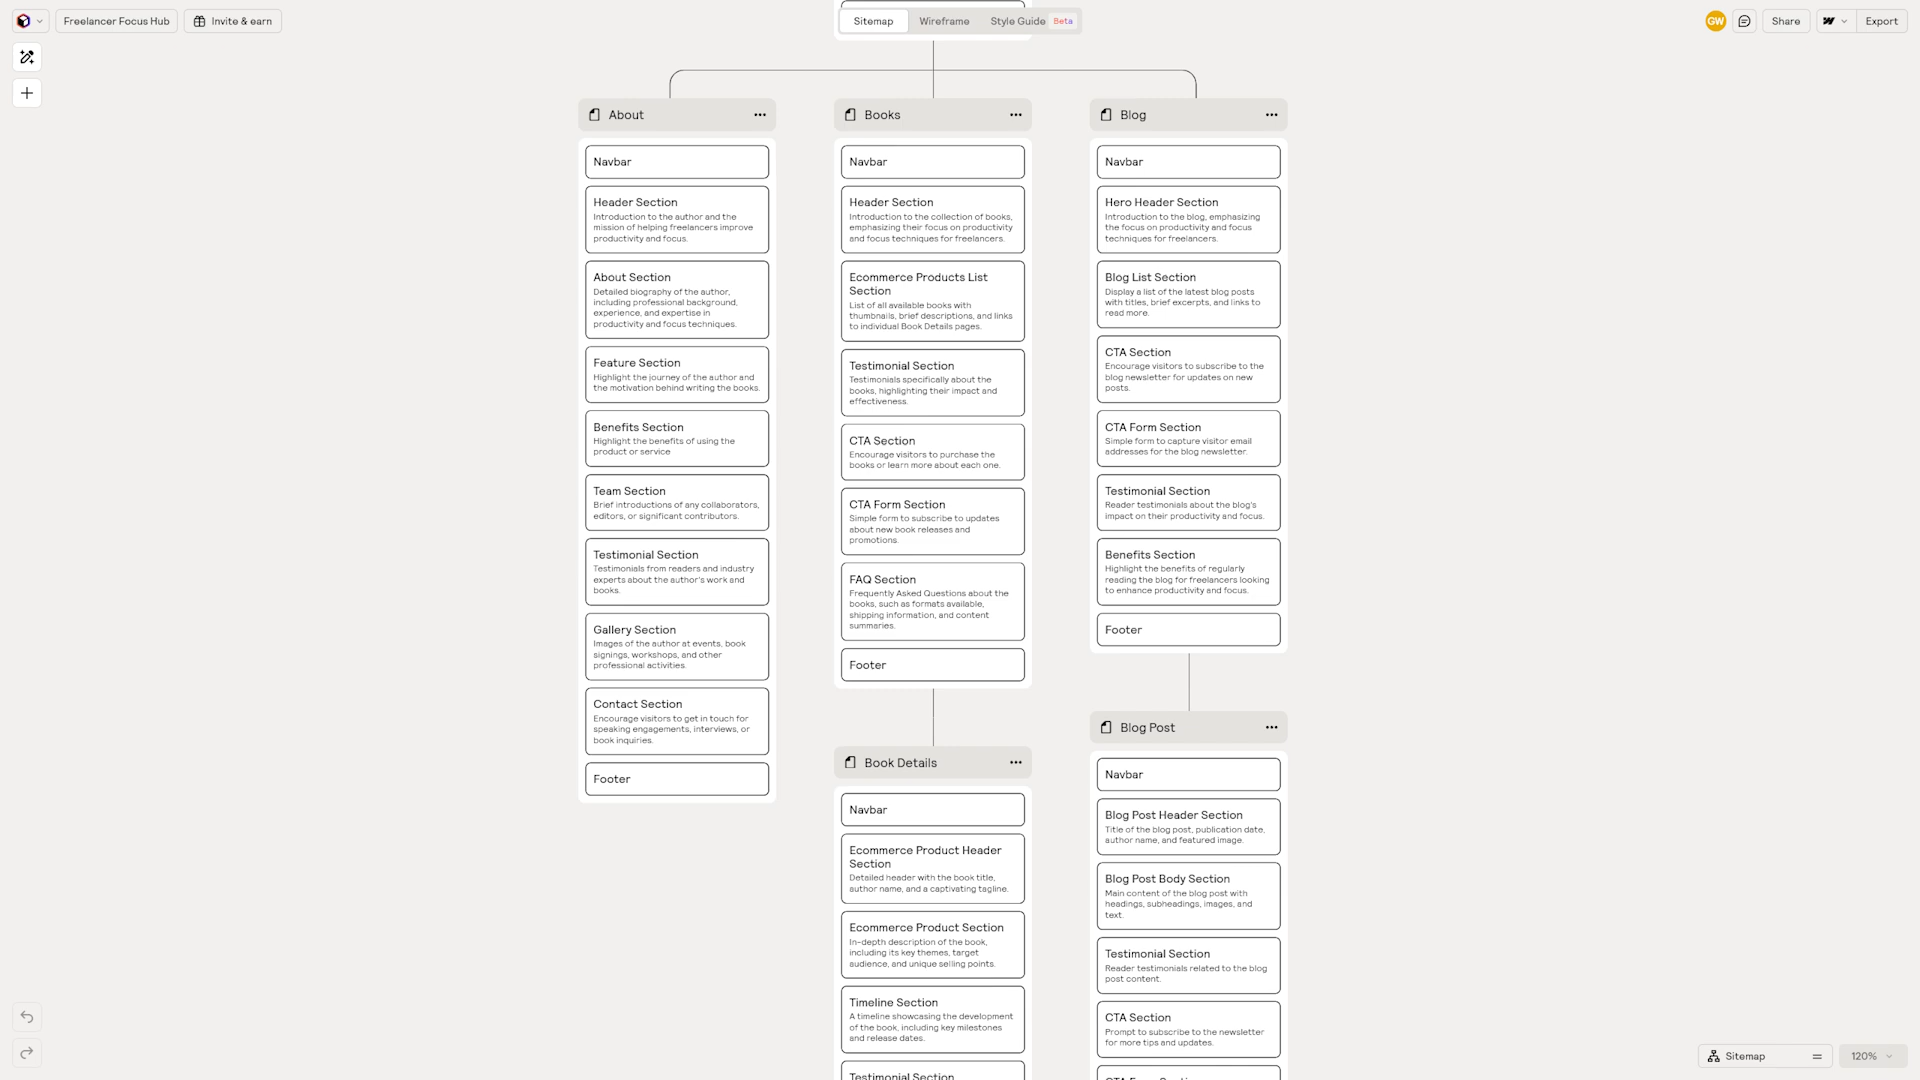 Freelancer Focus Hub
Invite & earn
Sitemap
Wireframe
Style Guide Beta
GW
Share
Export
About
Navbar
Header Section
Introduction to the author and the
mission of helping freelancers improve
productivity and focus.
About Section
Detailed biography of the author,
including professional background,
experience, and expertise in
productivity and focus techniques.
Feature Section
Highlight the journey of the author and
the motivation behind writing the books.
Benefits Section
Highlight the benefits of using the
product or service
Team Section
Brief introductions of any collaborators,
editors, or significant contributors.
Testimonial Section
Testimonials from readers and industry
experts about the author's work and
books.
Gallery Section
Images of the author at events, book
signings, workshops, and other
professional activities.
Contact Section
Encourage visitors to get in touch for
speaking engagements, interviews, or
book inquiries.
Footer
Books
Navbar
Header Section
Introduction to the collection of books,
emphasizing their focus on productivity
and focus techniques for freelancers.
Ecommerce Products List
Section
List of all available books with
thumbnails, brief descriptions, and links
to individual Book Details pages.
Testimonial Section
Testimonials specifically about the
books, highlighting their impact and
effectiveness.
CTA Section
Encourage visitors to purchase the
books or learn more about each one.
CTA Form Section
Simple form to subscribe to updates
about new book releases and
promotions.
FAQ Section
Frequently Asked Questions about the
books, such as formats available,
shipping information, and content
summaries.
Footer
Book Details
Navbar
Ecommerce Product Header
Section
Detailed header with the book title,
author name, and a captivating tagline.
Ecommerce Product Section
In-depth description of the book,
including its key themes, target
audience, and unique selling points.
Timeline Section
A timeline showcasing the development
of the book, including key milestones
and release dates.
Testimonial Section
Blog
Navbar
Hero Header Section
Introduction to the blog, emphasizing
the focus on productivity and focus
techniques for freelancers.
Blog List Section
Display a list of the latest blog posts
with titles, brief excerpts, and links to
read more.
CTA Section
Encourage visitors to subscribe to the
blog newsletter for updates on new
posts.
CTA Form Section
Simple form to capture visitor email
addresses for the blog newsletter.
Testimonial Section
Reader testimonials about the blog's
impact on their productivity and focus.
Benefits Section
Highlight the benefits of regularly
reading the blog for freelancers looking
to enhance productivity and focus.
Footer
Blog Post
Navbar
Blog Post Header Section
Title of the blog post, publication date,
author name, and featured image.
Blog Post Body Section
Main content of the blog post with
headings, subheadings, images, and
text.
Testimonial Section
Reader testimonials related to the blog
post content.
CTA Section
Prompt to subscribe to the newsletter
for more tips and updates.
Sitemap
120%